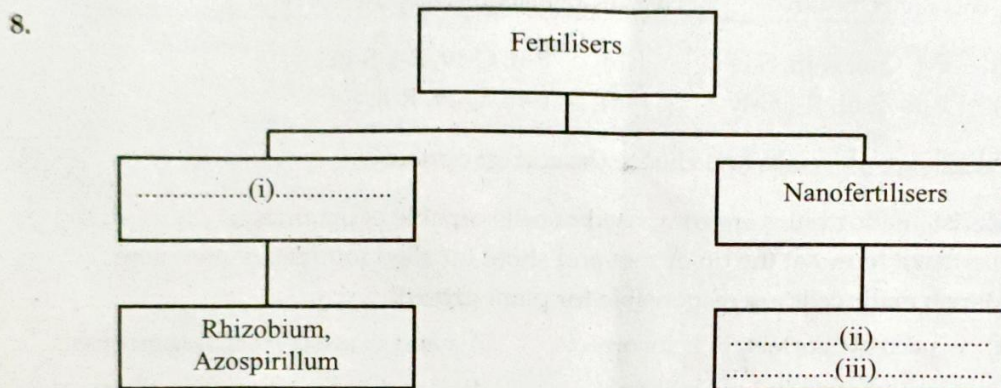 8.
Fertilisers
...............(i)................
Nanofertilisers
Rhizobium,
Azospirillum
...............(ii)................
...............(iii)................